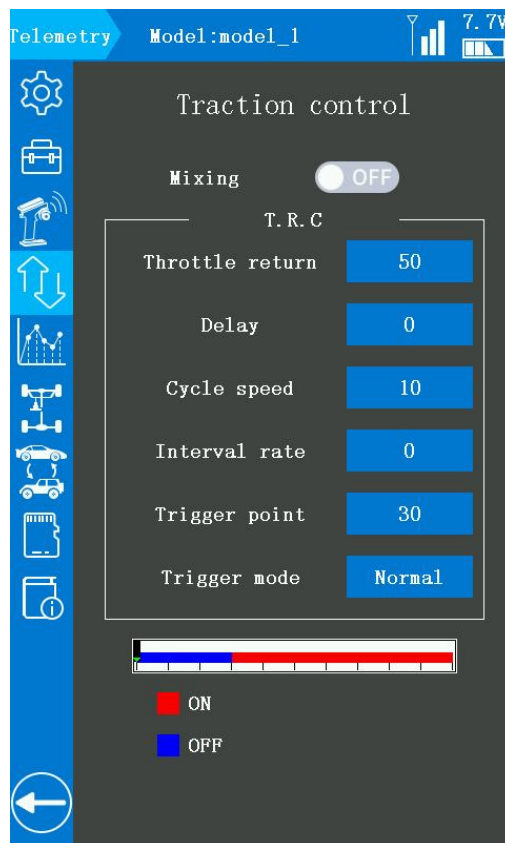 Telemetry
Model:model_1
7.7V
Traction control
Mixing OFF
T.R.C
Throttle return 50
Delay 0
Cycle speed 10
Interval rate 0
Trigger point 30
Trigger mode Normal
ON
OFF